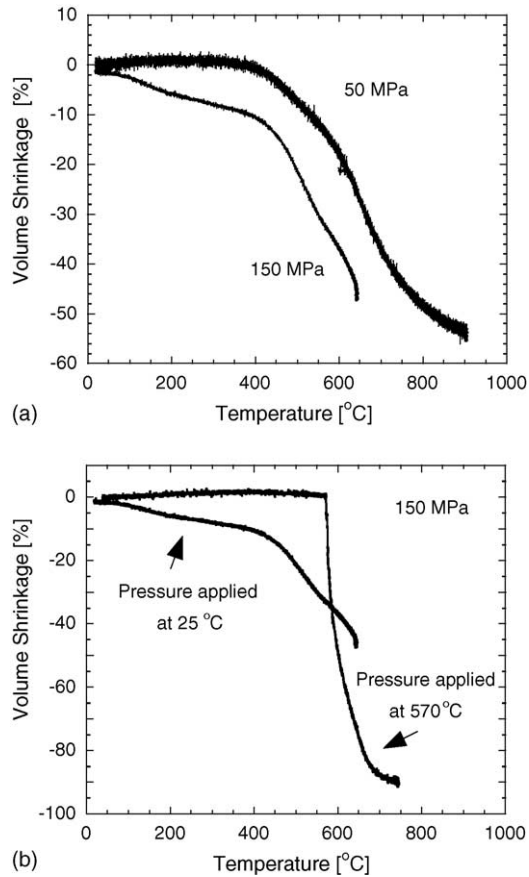 10
0
-10
-20
-30
-40
-50
-60
Volume Shrinkage [%]
50 MPa
150 MPa
0 200 400 600 800 1000
Temperature [°C]
(a)
0
-20
-40
-60
-80
-100
Volume Shrinkage [%]
150 MPa
Pressure applied
at 25 °C
Pressure applied
at 570°C
0 200 400 600 800 1000
Temperature [°C]
(b)